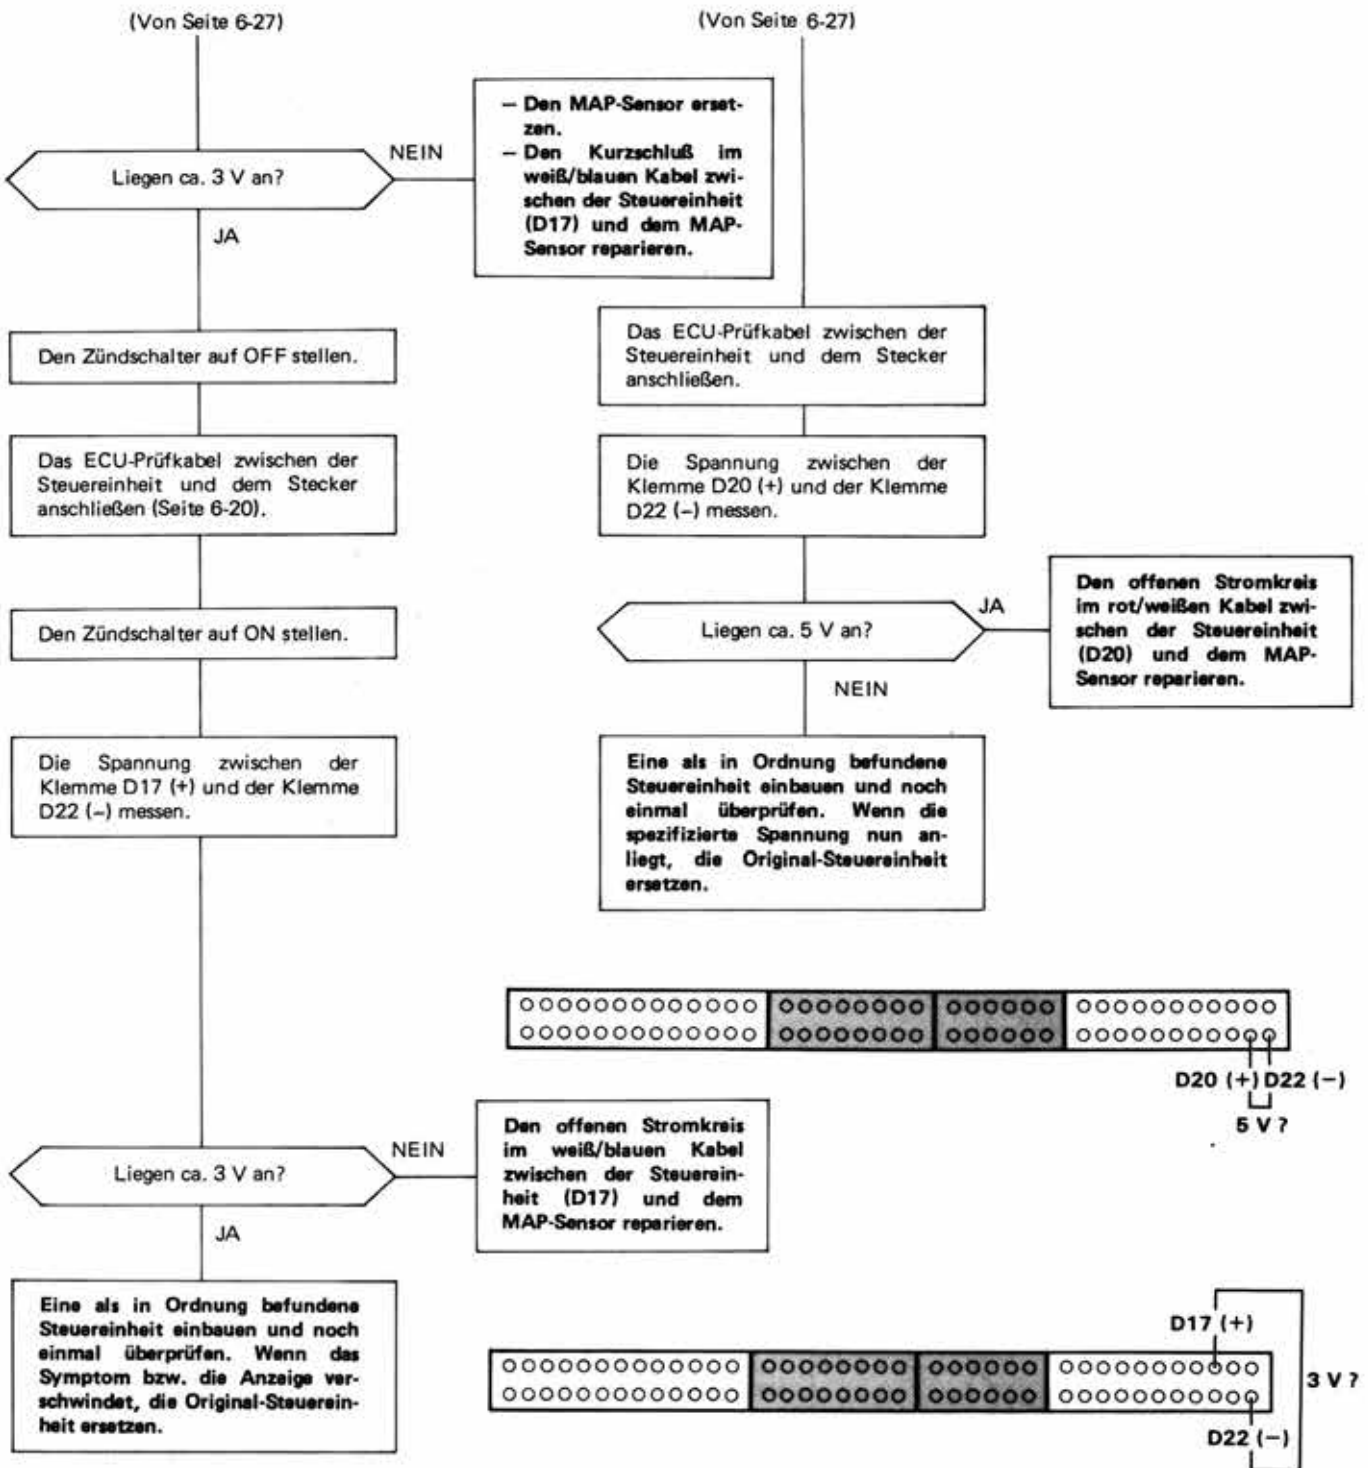 (Von Seite 6-27)
Liegen ca. 3 V an?
NEIN
– Den MAP-Sensor erset-
zen.
– Den Kurzschluß im
weiß/blauen Kabel zwi-
schen der Steuereinheit
(D17) und dem MAP-
Sensor reparieren.
JA
Den Zündschalter auf OFF stellen.
Das ECU-Prüfkabel zwischen der
Steuereinheit und dem Stecker
anschließen (Seite 6-20).
Den Zündschalter auf ON stellen.
Die Spannung zwischen der
Klemme D17 (+) und der Klemme
D22 (–) messen.
Liegen ca. 3 V an?
NEIN
Den offenen Stromkreis
im weiß/blauen Kabel
zwischen der Steuerein-
heit (D17) und dem
MAP-Sensor reparieren.
JA
Eine als in Ordnung befundene
Steuereinheit einbauen und noch
einmal überprüfen. Wenn das
Symptom bzw. die Anzeige ver-
schwindet, die Original-Steuerein-
heit ersetzen.
(Von Seite 6-27)
Das ECU-Prüfkabel zwischen der
Steuereinheit und dem Stecker
anschließen.
Die Spannung zwischen der
Klemme D20 (+) und der Klemme
D22 (–) messen.
Liegen ca. 5 V an?
JA
Den offenen Stromkreis
im rot/weißen Kabel zwi-
schen der Steuereinheit
(D20) und dem MAP-
Sensor reparieren.
NEIN
Eine als in Ordnung befundene
Steuereinheit einbauen und noch
einmal überprüfen. Wenn die
spezifizierte Spannung nun an-
liegt, die Original-Steuereinheit
ersetzen.
D20 (+) D22 (–)
5 V ?
D17 (+)
3 V ?
D22 (–)